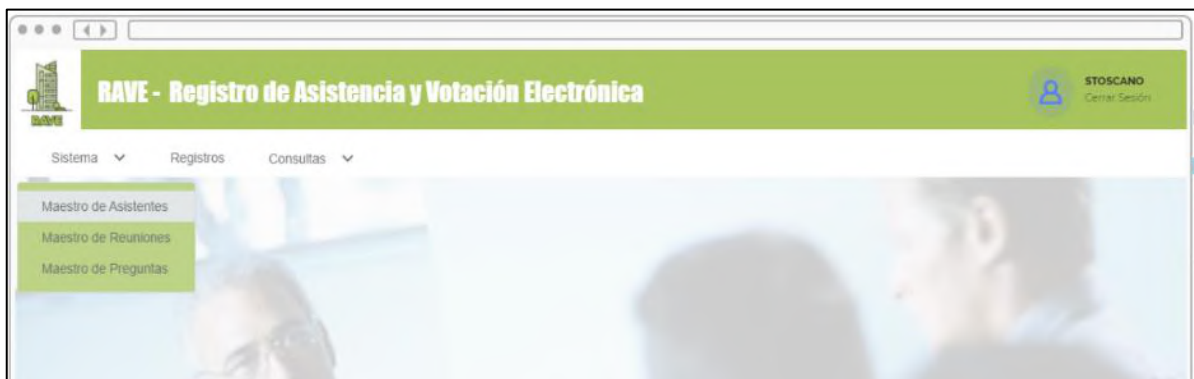 RAVE
RAVE - Registro de Asistencia y Votación Electrónica
STOSCANO
Cerrar Sesión
Sistema
Registros
Consultas
Maestro de Asistentes
Maestro de Reuniones
Maestro de Preguntas